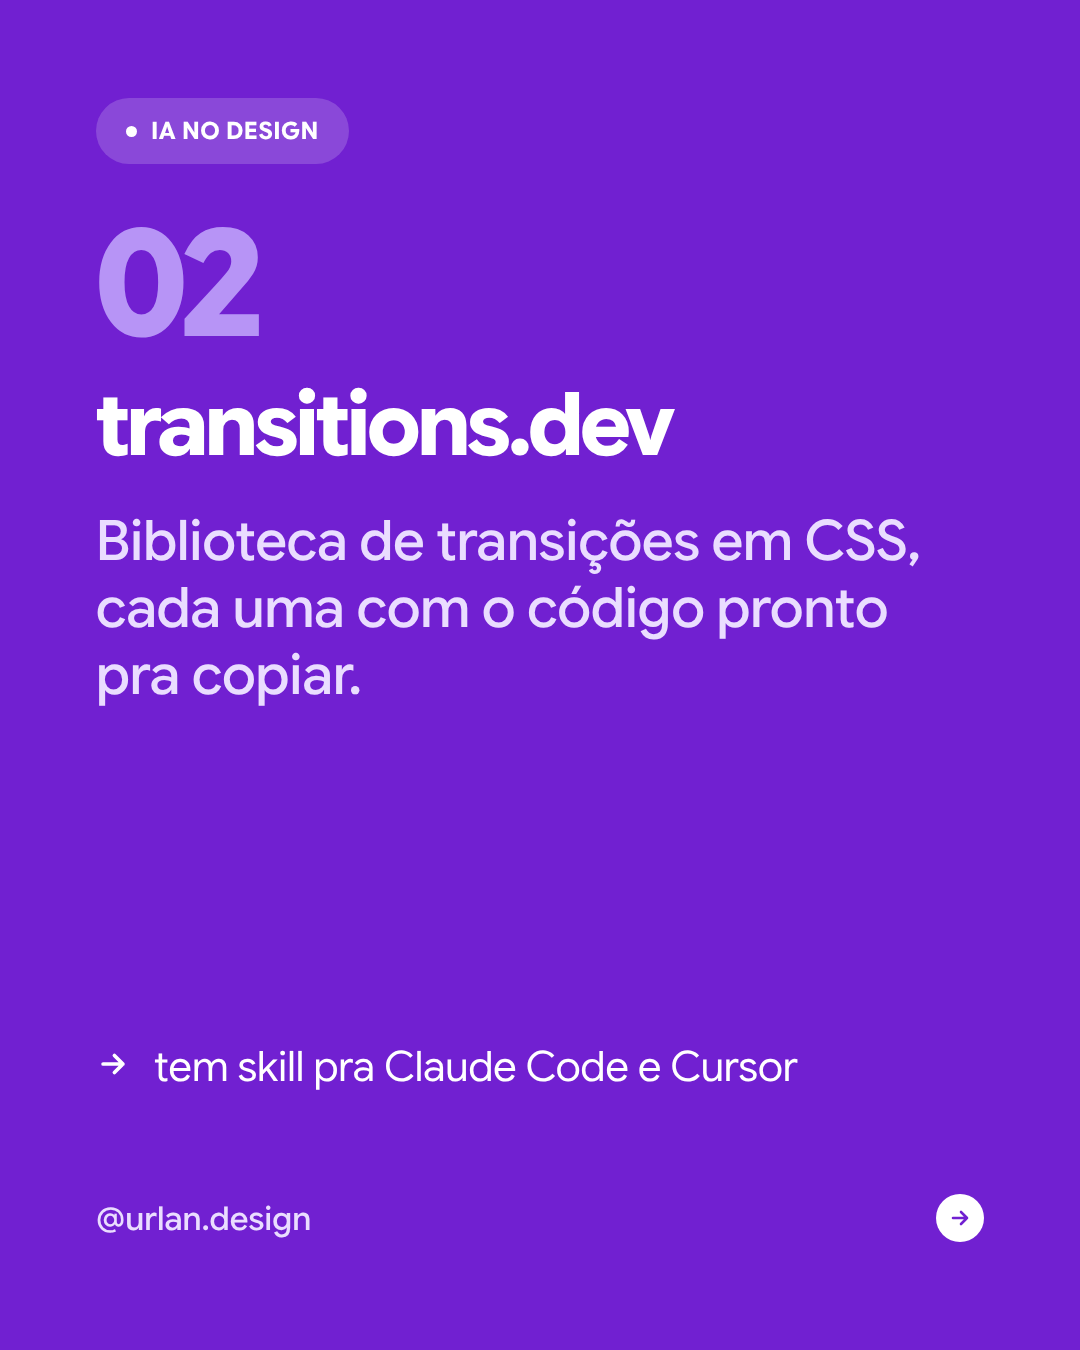 IA NO DESIGN
02
transitions.dev
Biblioteca de transições em CSS,
cada uma com o código pronto
pra copiar.
→ tem skill pra Claude Code e Cursor
@urlan.design